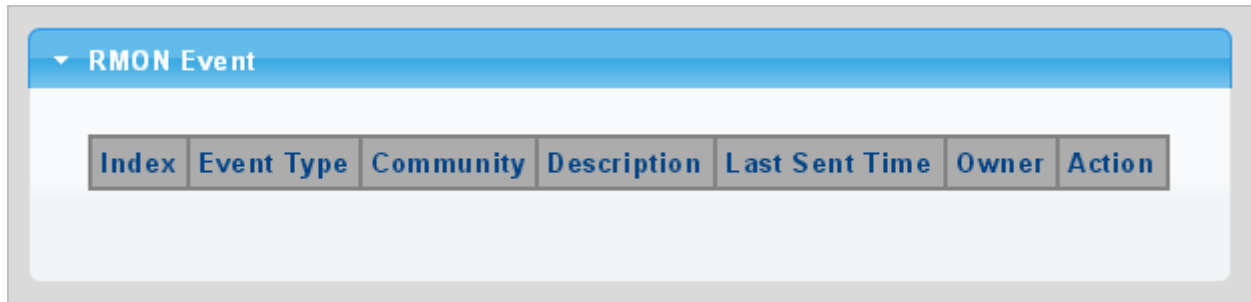 RMON Event
Index Event Type Community Description Last Sent Time Owner Action